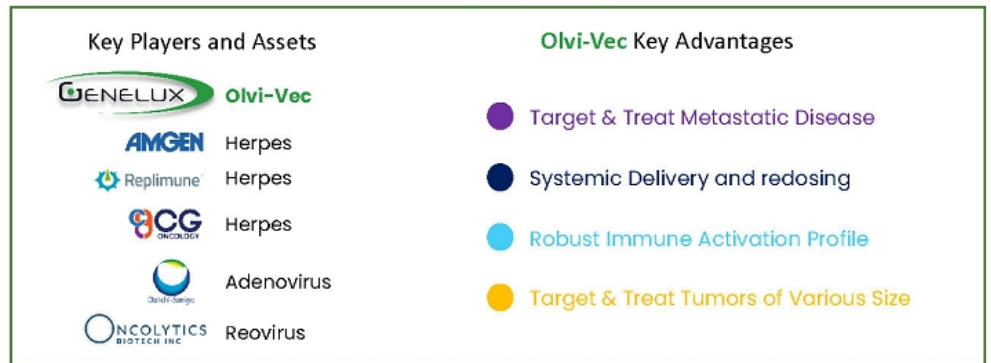 Key Players and Assets
GENELUX Olvi-Vec
AMGEN Herpes
Replimune Herpes
CG ONCOLOGY Herpes
Daiichi-Sankyo Adenovirus
ONCOLYTICS BIOTECH INC Reovirus
Olvi-Vec Key Advantages
Target & Treat Metastatic Disease
Systemic Delivery and redosing
Robust Immune Activation Profile
Target & Treat Tumors of Various Size